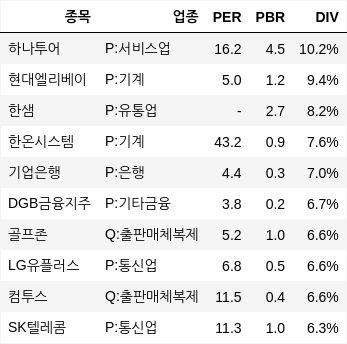 종목 업종 PER PBR DIV
하나투어 P:서비스업 16.2 4.5 10.2%
현대엘리베이 P:기계 5.0 1.2 9.4%
한샘 P:유통업 - 2.7 8.2%
한온시스템 P:기계 43.2 0.9 7.6%
기업은행 P:은행 4.4 0.3 7.0%
DGB금융지주 P:기타금융 3.8 0.2 6.7%
골프존 Q:출판매체복제 5.2 1.0 6.6%
LG유플러스 P:통신업 6.8 0.5 6.6%
컴투스 Q:출판매체복제 11.5 0.4 6.6%
SK텔레콤 P:통신업 11.3 1.0 6.3%